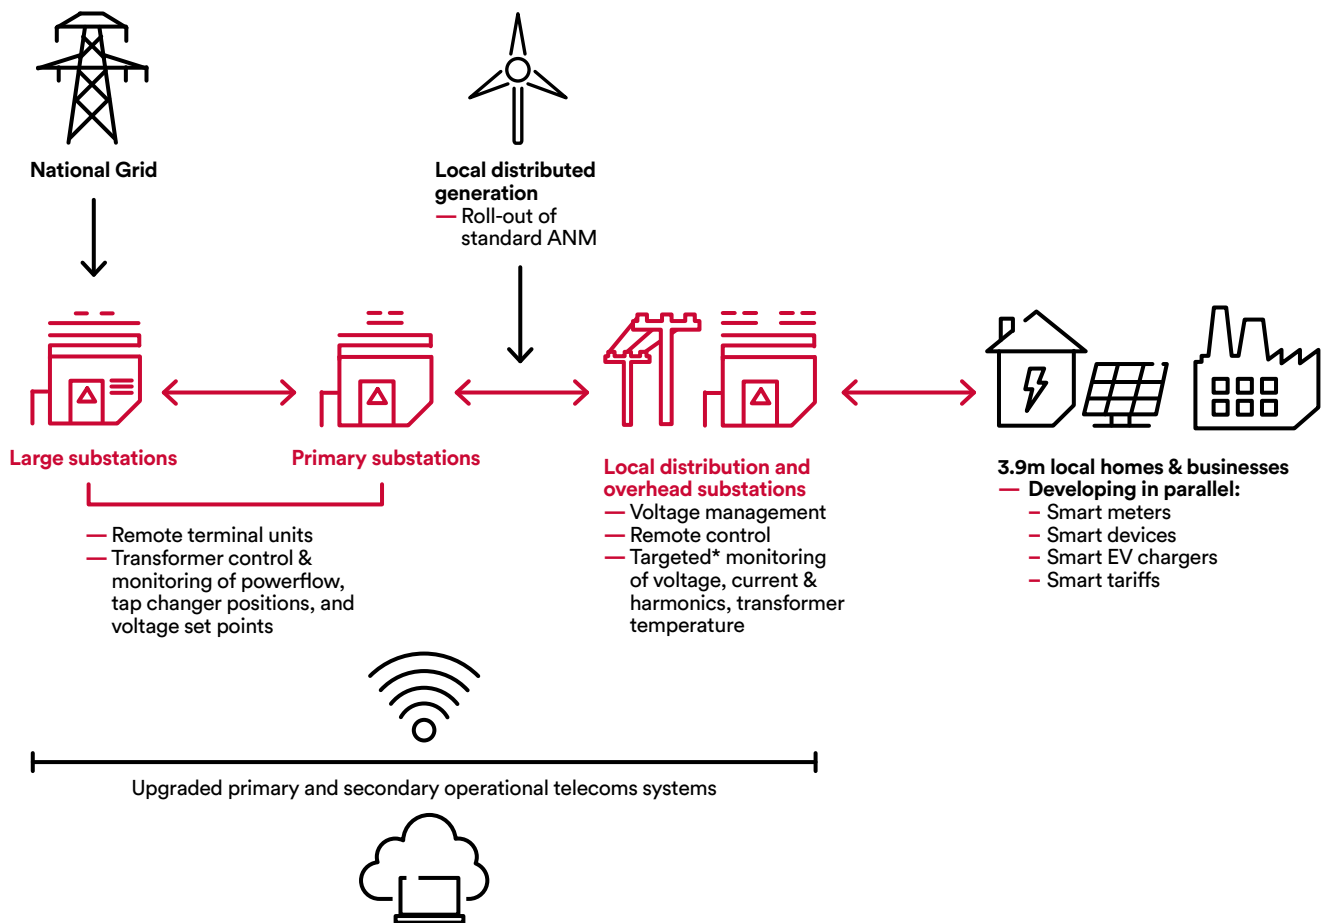 National Grid
Local distributed
generation
— Roll-out of
standard ANM
Large substations
Primary substations
— Remote terminal units
— Transformer control &
monitoring of powerflow,
tap changer positions, and
voltage set points
Local distribution and
overhead substations
— Voltage management
— Remote control
— Targeted* monitoring
of voltage, current &
harmonics, transformer
temperature
3.9m local homes & businesses
— Developing in parallel:
– Smart meters
– Smart devices
– Smart EV chargers
– Smart tariffs
Upgraded primary and secondary operational telecoms systems